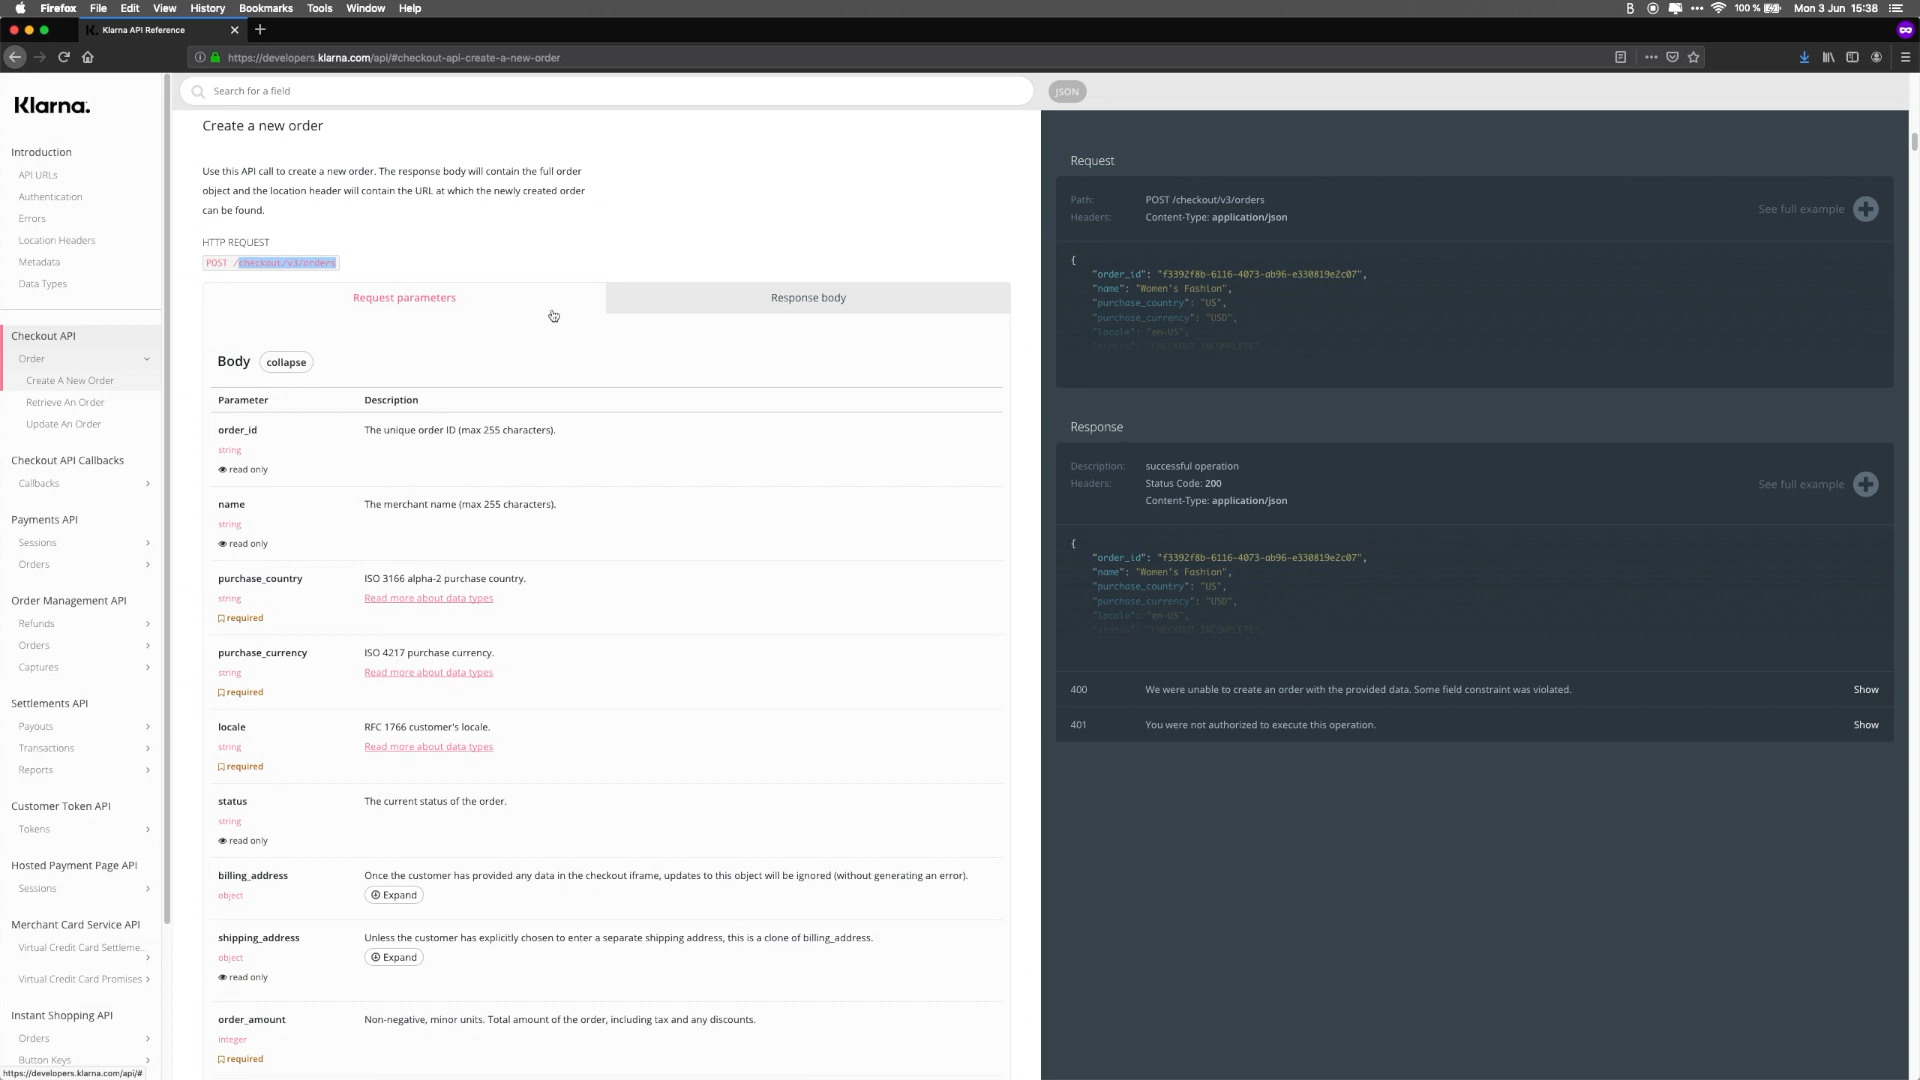 Firefox File Edit View History Bookmarks Tools Window Help
100 % Mon 3 Jun 15:38
Klarna API Reference
https://developers.klarna.com/api/#checkout-api-create-a-new-order
Klarna.
Introduction
API URLs
Authentication
Errors
Location Headers
Metadata
Data Types
Checkout API
Order
Create A New Order
Retrieve An Order
Update An Order
Checkout API Callbacks
Callbacks
Payments API
Sessions
Orders
Order Management API
Refunds
Orders
Captures
Settlements API
Payouts
Transactions
Reports
Customer Token API
Tokens
Hosted Payment Page API
Sessions
Merchant Card Service API
Virtual Credit Card Settleme...
Virtual Credit Card Promises
Instant Shopping API
Orders
Button Keys
https://developers.klarna.com/api/#
Search for a field
Create a new order
Use this API call to create a new order. The response body will contain the full order
object and the location header will contain the URL at which the newly created order
can be found.
HTTP REQUEST
POST /checkout/v3/orders
Request parameters
Response body
Body collapse
Parameter Description
order_id The unique order ID (max 255 characters).
string
read only
name The merchant name (max 255 characters).
string
read only
purchase_country ISO 3166 alpha-2 purchase country.
string Read more about data types
required
purchase_currency ISO 4217 purchase currency.
string Read more about data types
required
locale RFC 1766 customer's locale.
string Read more about data types
required
status The current status of the order.
string
read only
billing_address Once the customer has provided any data in the checkout iframe, updates to this object will be ignored (without generating an error).
object Expand
shipping_address Unless the customer has explicitly chosen to enter a separate shipping address, this is a clone of billing_address.
object Expand
read only
order_amount Non-negative, minor units. Total amount of the order, including tax and any discounts.
integer
required
JSON
Request
Path: POST /checkout/v3/orders
Headers: Content-Type: application/json
See full example
{
"order_id": "f3392f8b-6116-4073-ab96-e330819e2c07",
"name": "Women's Fashion",
"purchase_country": "US",
"purchase_currency": "USD",
"locale": "en-US",
"status": "CHECKOUT_INCOMPLETE"
Response
Description: successful operation
Headers: Status Code: 200
Content-Type: application/json
See full example
{
"order_id": "f3392f8b-6116-4073-ab96-e330819e2c07",
"name": "Women's Fashion",
"purchase_country": "US",
"purchase_currency": "USD",
"locale": "en-US",
"status": "CHECKOUT_INCOMPLETE"
400 We were unable to create an order with the provided data. Some field constraint was violated. Show
401 You were not authorized to execute this operation. Show